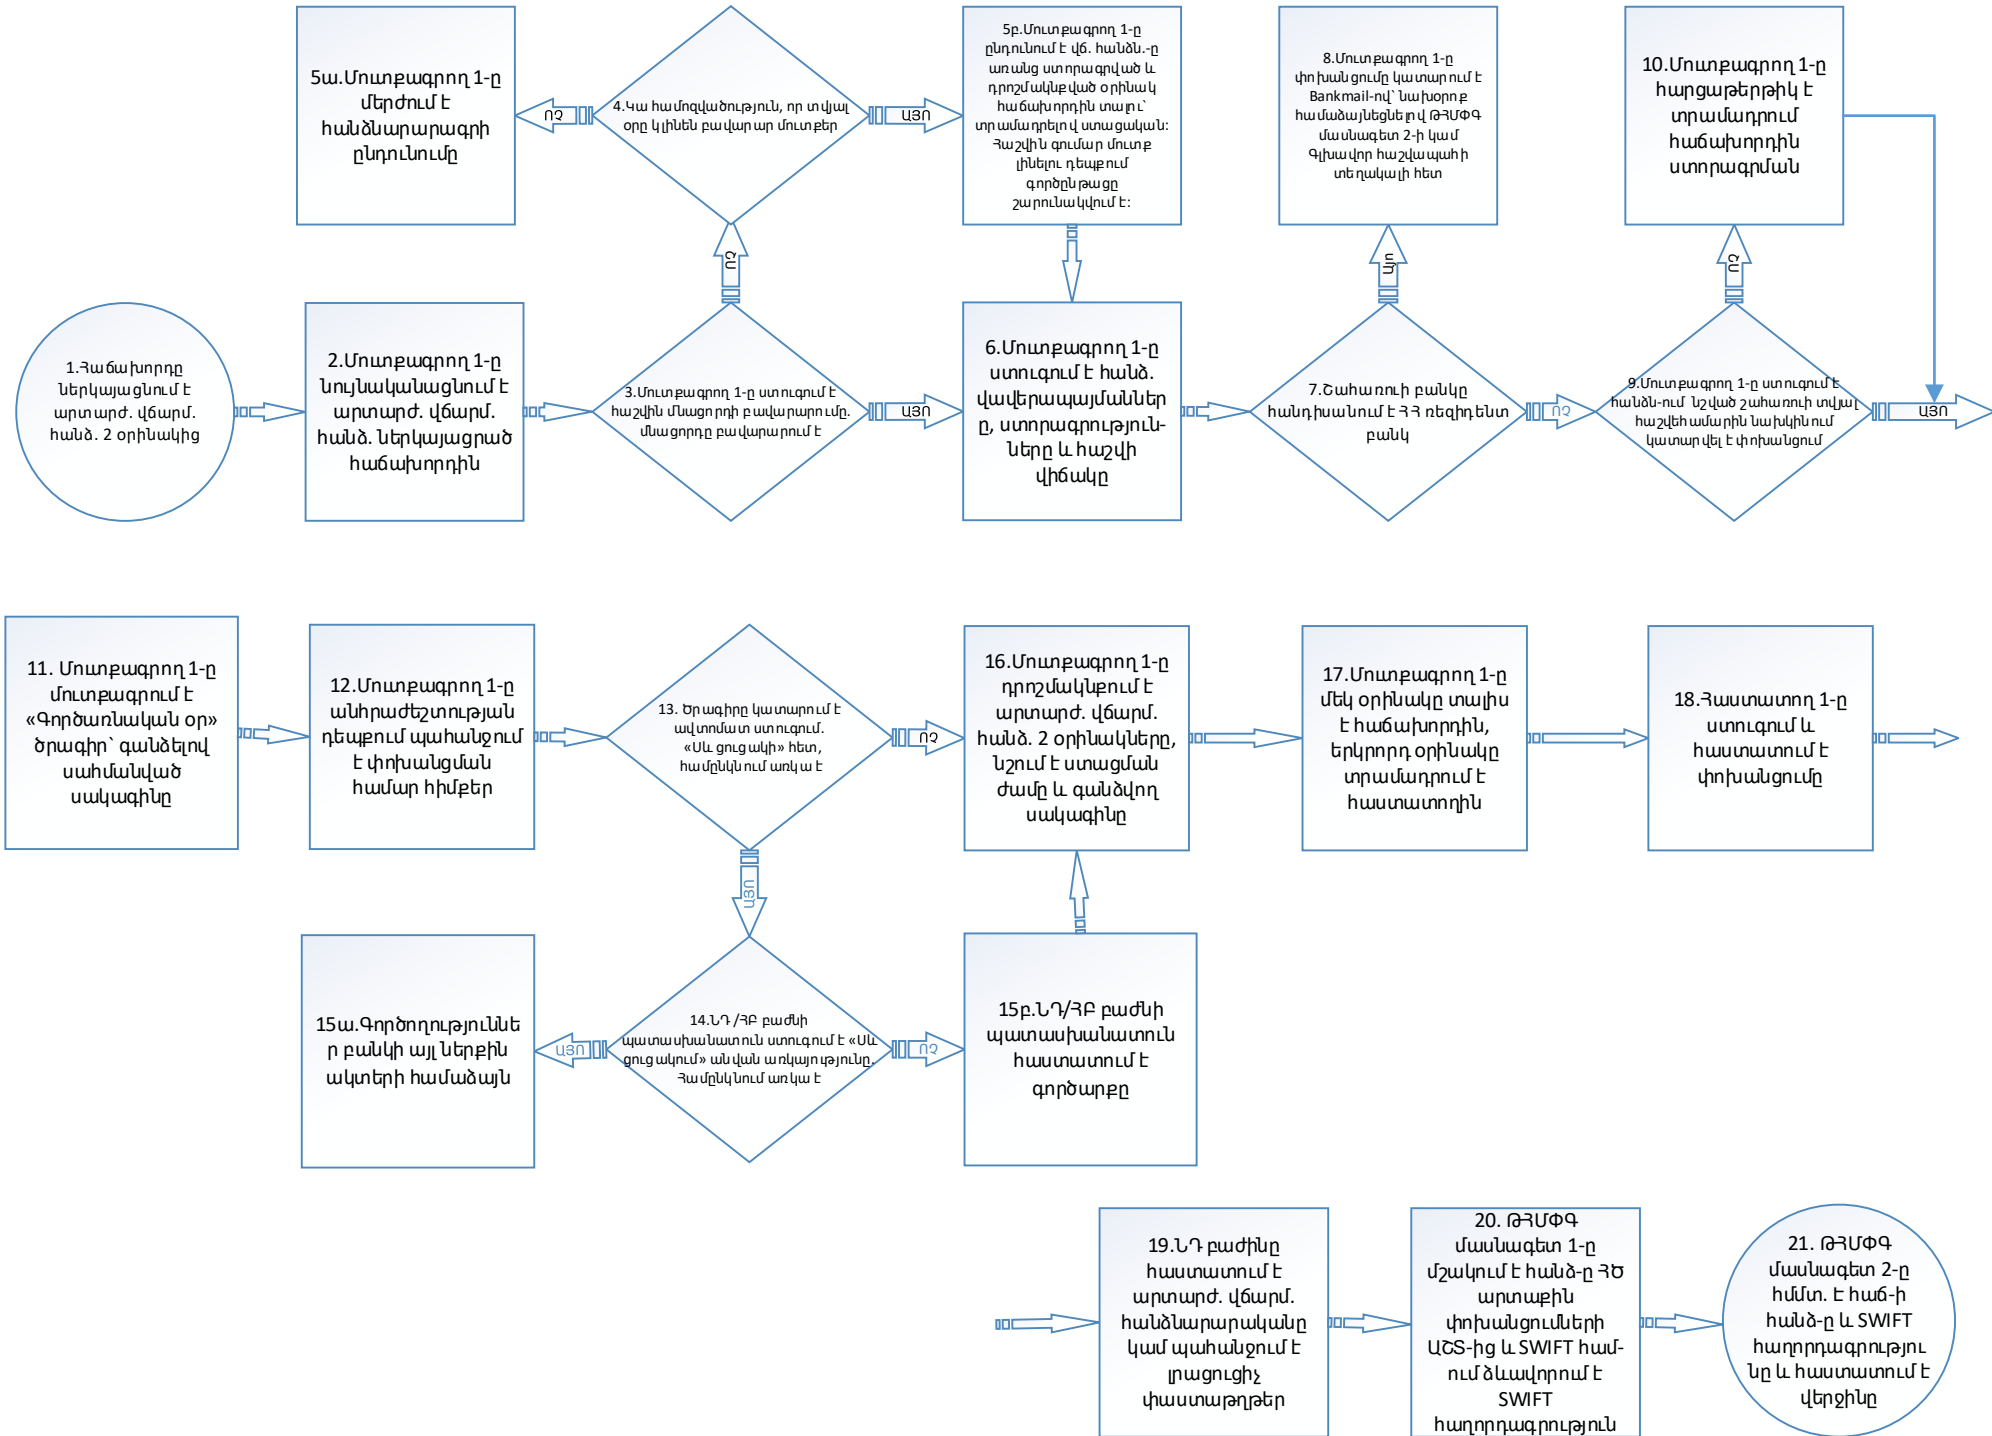 1.Հաճախորդը
ներկայացնում է
արտարժ. վճարմ.
հանձ. 2 օրինակից
2.Մուտքագրող 1-ը
նույնականացնում է
արտարժ. վճարմ.
հանձ. ներկայացրած
հաճախորդին
3.Մուտքագրող 1-ը ստուգում է
հաշվին մնացորդի բավարարումը.
մնացորդը բավարարում է
ՈՉ
ԱՅՈ
4.Կա համոզվածություն, որ տվյալ
օրը կլինեն բավարար մուտքեր
ՈՉ
ԱՅՈ
5ա.Մուտքագրող 1-ը
մերժում է
հանձնարարագրի
ընդունումը
5բ.Մուտքագրող 1-ը
ընդունում է վճ. հանձն.-ը
առանց ստորագրված և
դրոշմակնքված օրինակ
հաճախորդին տալու՝
տրամադրելով ստացական:
Հաշվին գումար մուտք
լինելու դեպքում
գործընթացը
շարունակվում է:
6.Մուտքագրող 1-ը
ստուգում է հանձ.
վավերապայմաններ
ը, ստորագրություն-
ները և հաշվի
վիճակը
7.Շահառուի բանկը
հանդիսանում է ՀՀ ռեզիդենտ
բանկ
Այո
ՈՉ
8.Մուտքագրող 1-ը
փոխանցումը կատարում է
Bankmail-ով՝ նախօրոք
համաձայնեցնելով ԹՀՄՓԳ
մասնագետ 2-ի կամ
Գլխավոր հաշվապահի
տեղակալի հետ
9.Մուտքագրող 1-ը ստուգում է
հանձն-ում նշված շահառուի տվյալ
հաշվեհամարին նախկինում
կատարվել է փոխանցում
ՈՉ
ԱՅՈ
10.Մուտքագրող 1-ը
հարցաթերթիկ է
տրամադրում
հաճախորդին
ստորագրման
11. Մուտքագրող 1-ը
մուտքագրում է
«Գործառնական օր»
ծրագիր՝ գանձելով
սահմանված
սակագինը
12.Մուտքագրող 1-ը
անհրաժեշտության
դեպքում պահանջում
է փոխանցման
համար հիմքեր
13. Ծրագիրը կատարում է
ավտոմատ ստուգում.
«Սև ցուցակի» հետ,
համընկնում առկա է
ՈՉ
ԱՅՈ
14.ՆԴ/ՀԲ բաժնի
պատասխանատուն ստուգում է «Սև
ցուցակում» անվան առկայությունը.
Համընկնում առկա է
ԱՅՈ
ՈՉ
15ա.Գործողություննե
ր բանկի այլ ներքին
ակտերի համաձայն
15բ.ՆԴ/ՀԲ բաժնի
պատասխանատուն
հաստատում է
գործարքը
16.Մուտքագրող 1-ը
դրոշմակնքում է
արտարժ. վճարմ.
հանձ. 2 օրինակները,
նշում է ստացման
ժամը և գանձվող
սակագինը
17.Մուտքագրող 1-ը
մեկ օրինակը տալիս
է հաճախորդին,
երկրորդ օրինակը
տրամադրում է
հաստատողին
18.Հաստատող 1-ը
ստուգում և
հաստատում է
փոխանցումը
19.ՆԴ բաժինը
հաստատում է
արտարժ. վճարմ.
հանձնարարականը
կամ պահանջում է
լրացուցիչ
փաստաթղթեր
20. ԹՀՄՓԳ
մասնագետ 1-ը
մշակում է հանձ-ը ՀԾ
արտաքին
փոխանցումների
ԱՇՏ-ից և SWIFT համ-
ում ձևավորում է
SWIFT
հաղորդագրություն
21. ԹՀՄՓԳ
մասնագետ 2-ը
հմմտ. է հաճ-ի
հանձ-ը և SWIFT
հաղորդագրությու
նը և հաստատում է
վերջինը